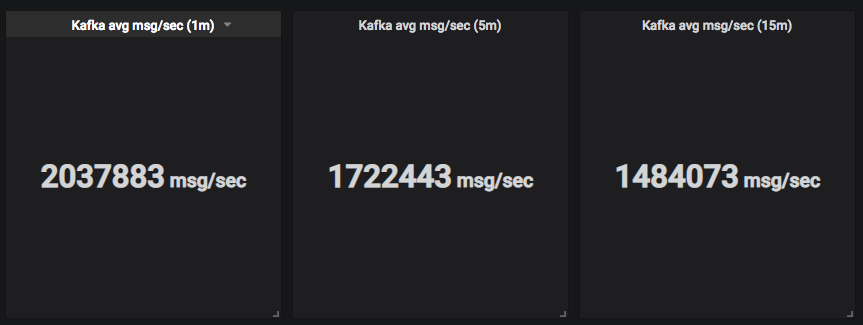 Kafka avg msg/sec (1m)
Kafka avg msg/sec (5m)
Kafka avg msg/sec (15m)
2037883 msg/sec
1722443 msg/sec
1484073 msg/sec